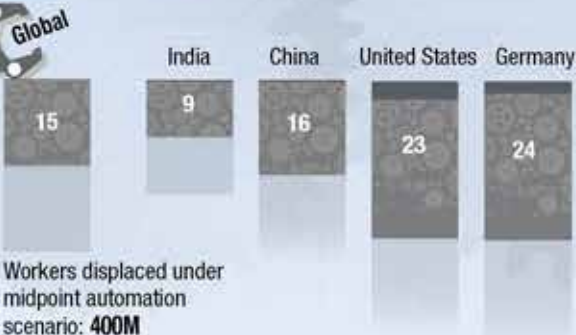 Global
India China United States Germany
15 9 16 23 24
Workers displaced under
midpoint automation
scenario: 400M